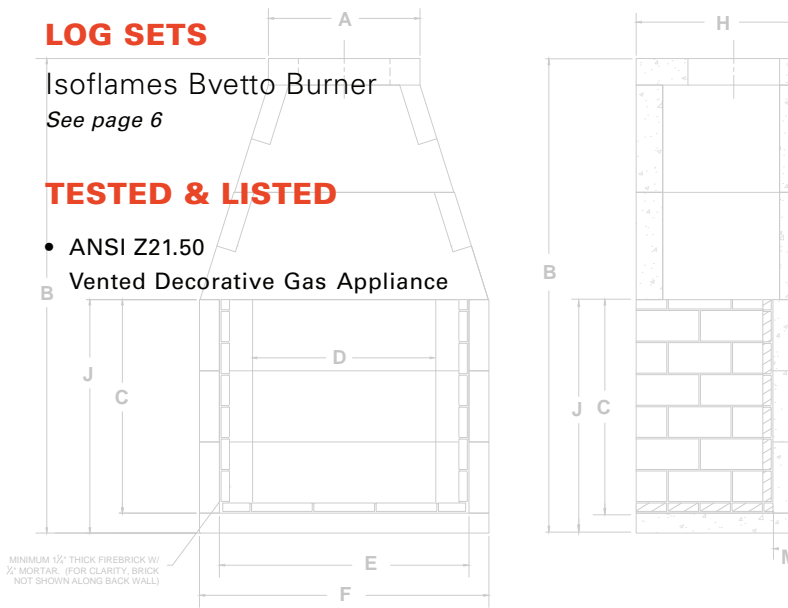 LOG SETS
Isoflames Bvetto Burner
See page 6
TESTED & LISTED
• ANSI Z21.50
Vented Decorative Gas Appliance
A
B
J
C
D
E
F
MINIMUM 1¼" THICK FIREBRICK W/
¼" MORTAR. (FOR CLARITY, BRICK
NOT SHOWN ALONG BACK WALL)
H
B
J
C
M